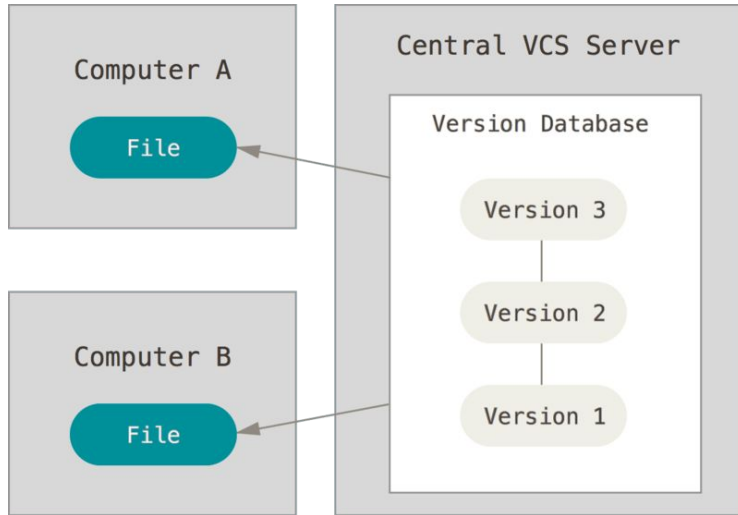 Computer A
File
Computer B
File
Central VCS Server
Version Database
Version 3
Version 2
Version 1